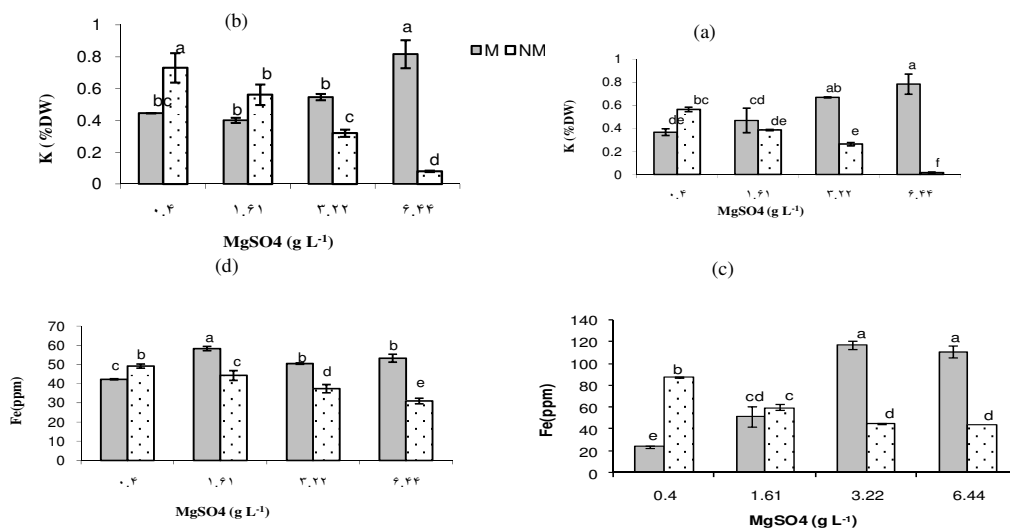 (b)
1
0.8
0.6
0.4
0.2
0
K (%DW)
bc
a
b
b
b
c
a
d
۰.۴
۱.۶۱
۳.۲۲
۶.۴۴
MgSO4 (g L-1)
M
NM
(a)
1
0.8
0.6
0.4
0.2
0
K (%DW)
de
bc
cd
de
ab
e
a
f
۰.۴
۱.۶۱
۳.۲۲
۶.۴۴
MgSO4 (g L-1)
(d)
70
60
50
40
30
20
10
0
Fe(ppm)
c
b
a
c
b
d
b
e
۰.۴
۱.۶۱
۳.۲۲
۶.۴۴
MgSO4 (g L-1)
(c)
140
120
100
80
60
40
20
0
Fe(ppm)
e
b
cd
c
a
d
a
d
0.4
1.61
3.22
6.44
MgSO4 (g L-1)